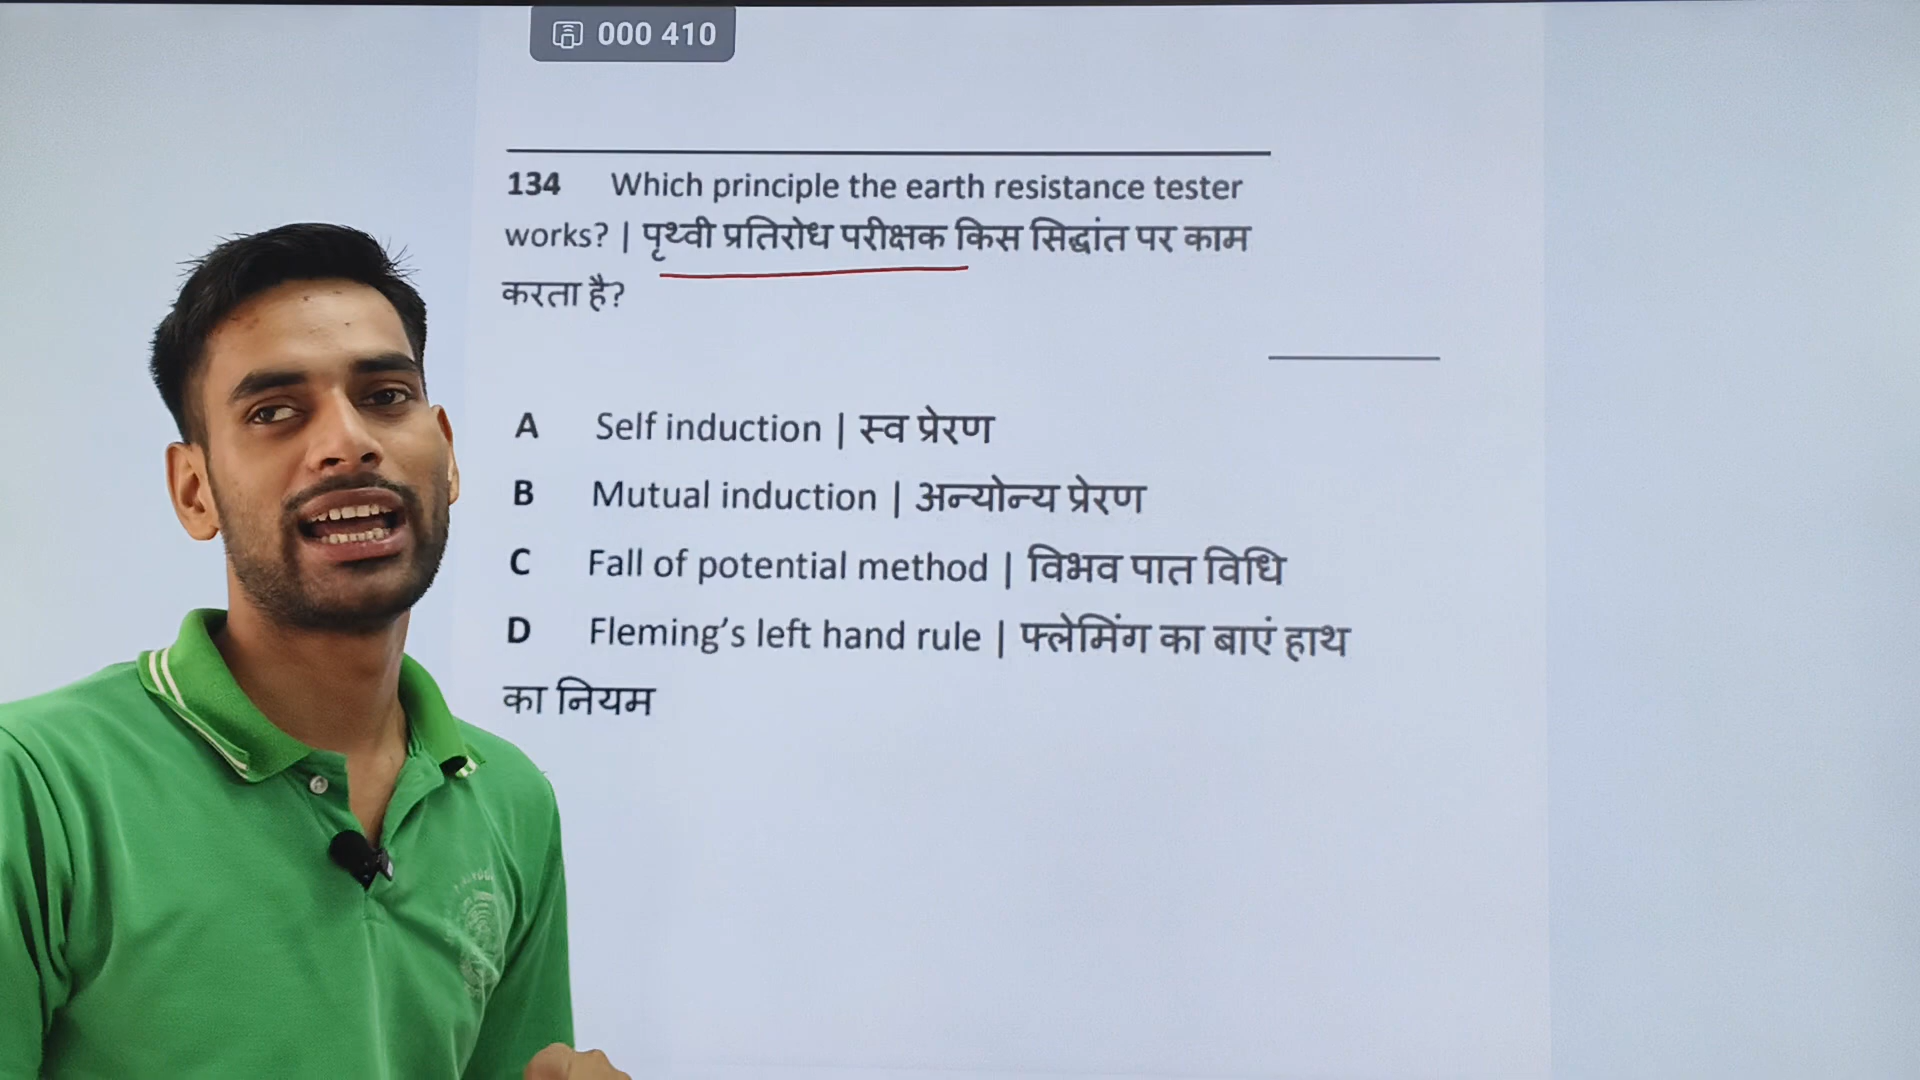 000 410
134 Which principle the earth resistance tester
works? | पृथ्वी प्रतिरोध परीक्षक किस सिद्धांत पर काम
करता है?
A Self induction | स्व प्रेरण
B Mutual induction | अन्योन्य प्रेरण
C Fall of potential method | विभव पात विधि
D Fleming’s left hand rule | फ्लेमिंग का बाएं हाथ
का नियम